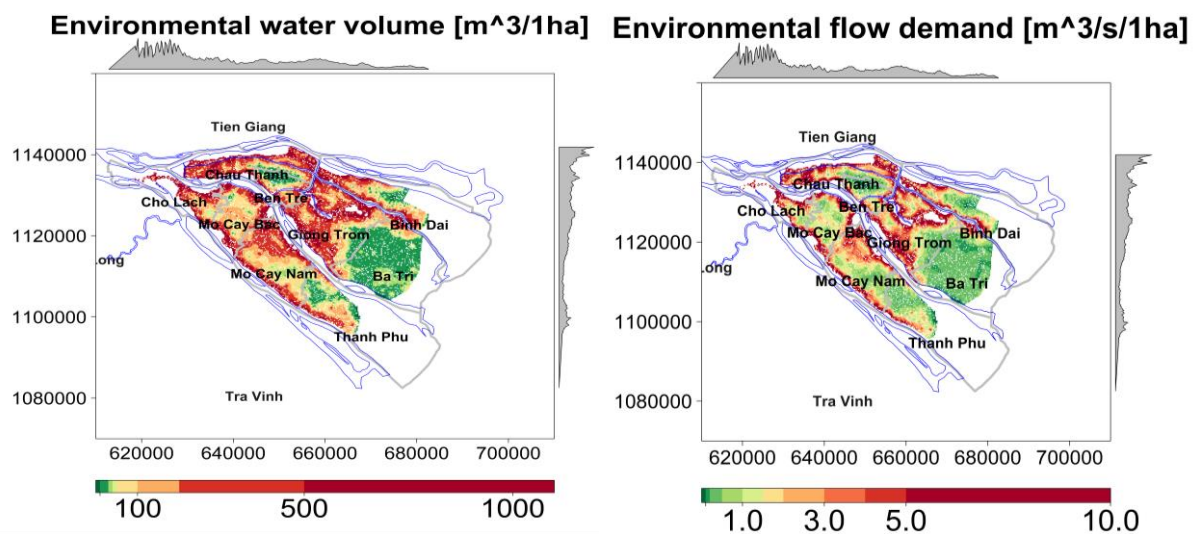 Environmental water volume [m^3/1ha]
Tien Giang
1140000
Chau Thanh
Cho Lach
Ben Tre
Mo Cay Bac
Binh Dai
1120000
Giong Trom
ong
Mo Cay Nam
Ba Tri
1100000
Thanh Phu
Tra Vinh
1080000
620000 640000 660000 680000 700000
100 500 1000
Environmental flow demand [m^3/s/1ha]
Tien Giang
1140000
Chau Thanh
Cho Lach
Ben Tre
Mo Cay Bac
Binh Dai
1120000
Giong Trom
ong
Mo Cay Nam
Ba Tri
1100000
Thanh Phu
Tra Vinh
1080000
620000 640000 660000 680000 700000
1.0 3.0 5.0 10.0